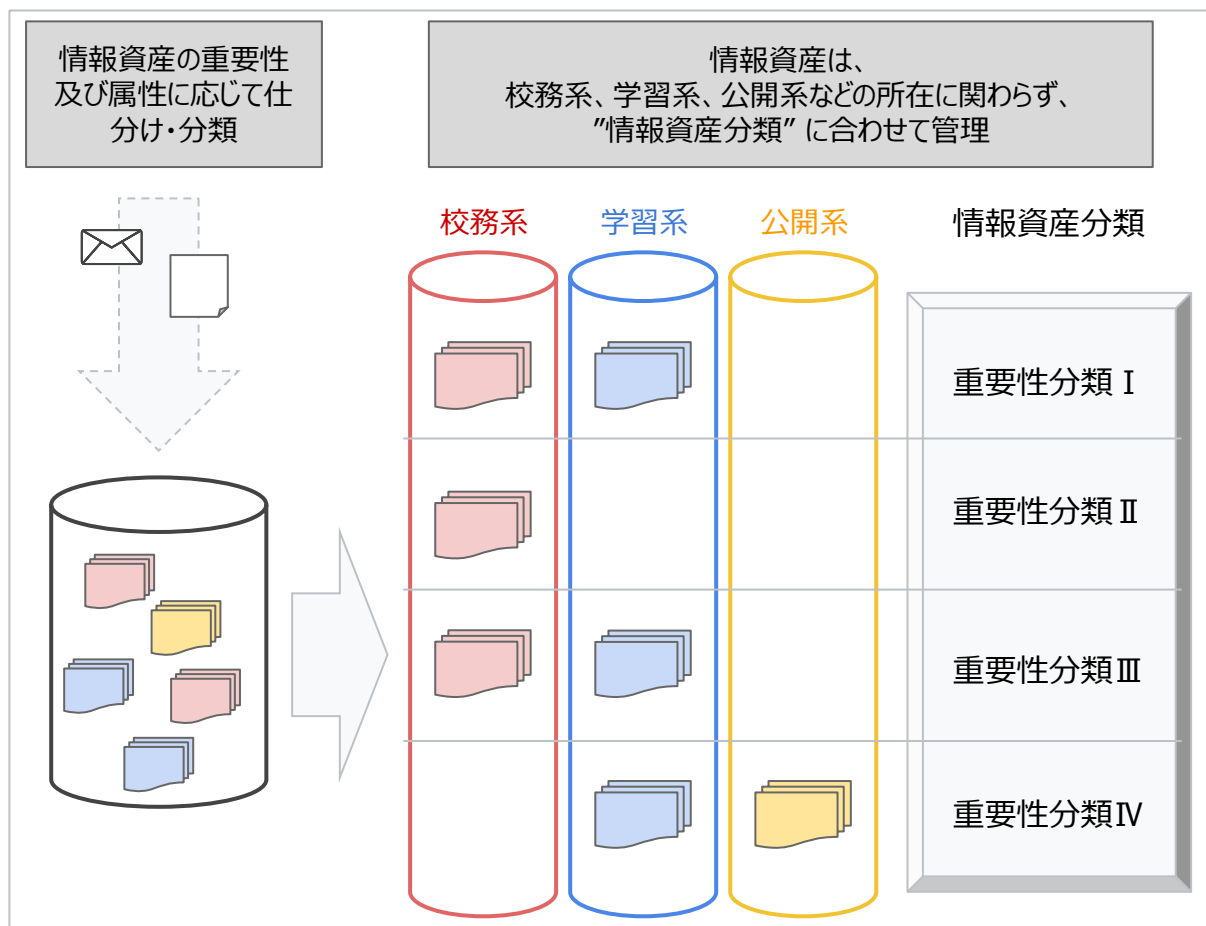 情報資産の重要性
及び属性に応じて仕
分け・分類
情報資産は、
校務系、学習系、公開系などの所在に関わらず、
”情報資産分類” に合わせて管理
校務系
学習系
公開系
情報資産分類
重要性分類Ⅰ
重要性分類Ⅱ
重要性分類Ⅲ
重要性分類Ⅳ